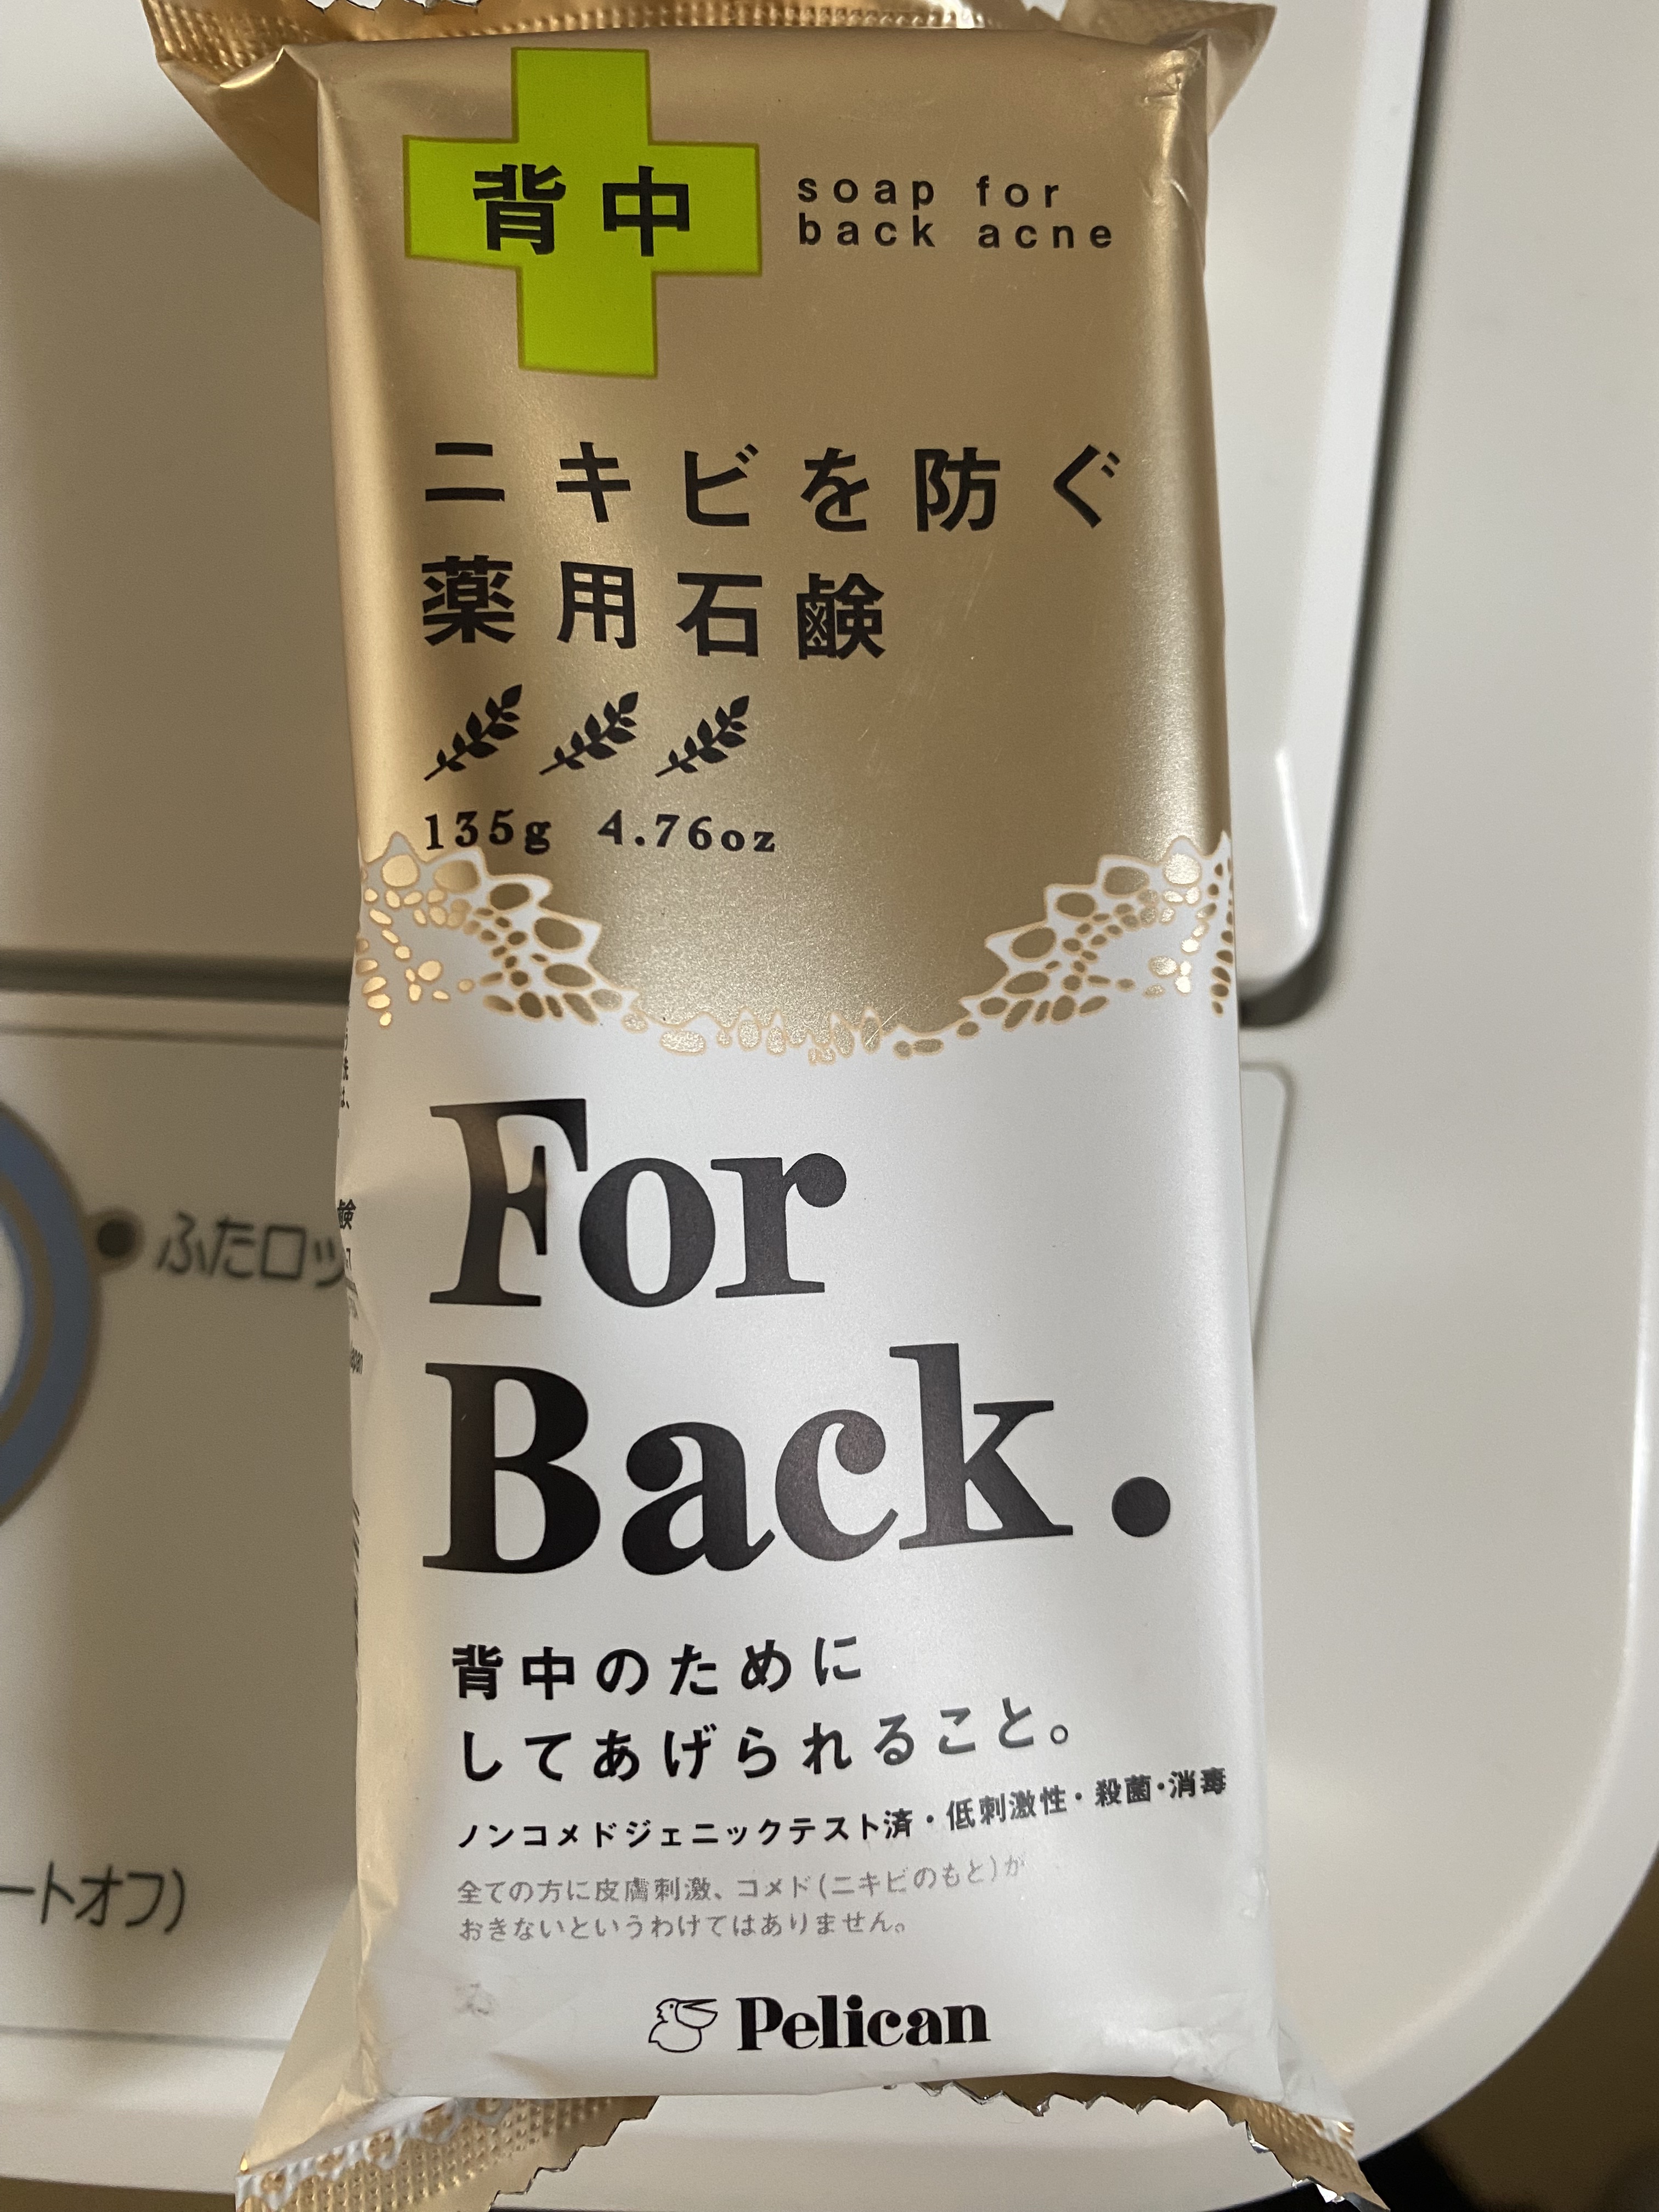 背中
soap for
back acne
ニキビを防ぐ
薬用石鹸
135g 4.76oz
For
Back.
背中のために
してあげられること。
ノンコメドジェニックテスト済・低刺激性・殺菌・消毒
全ての方に皮膚刺激、コメド(ニキビのもと)が
おきないというわけてはありません。
Pelican
ふたロッ
ートオフ)